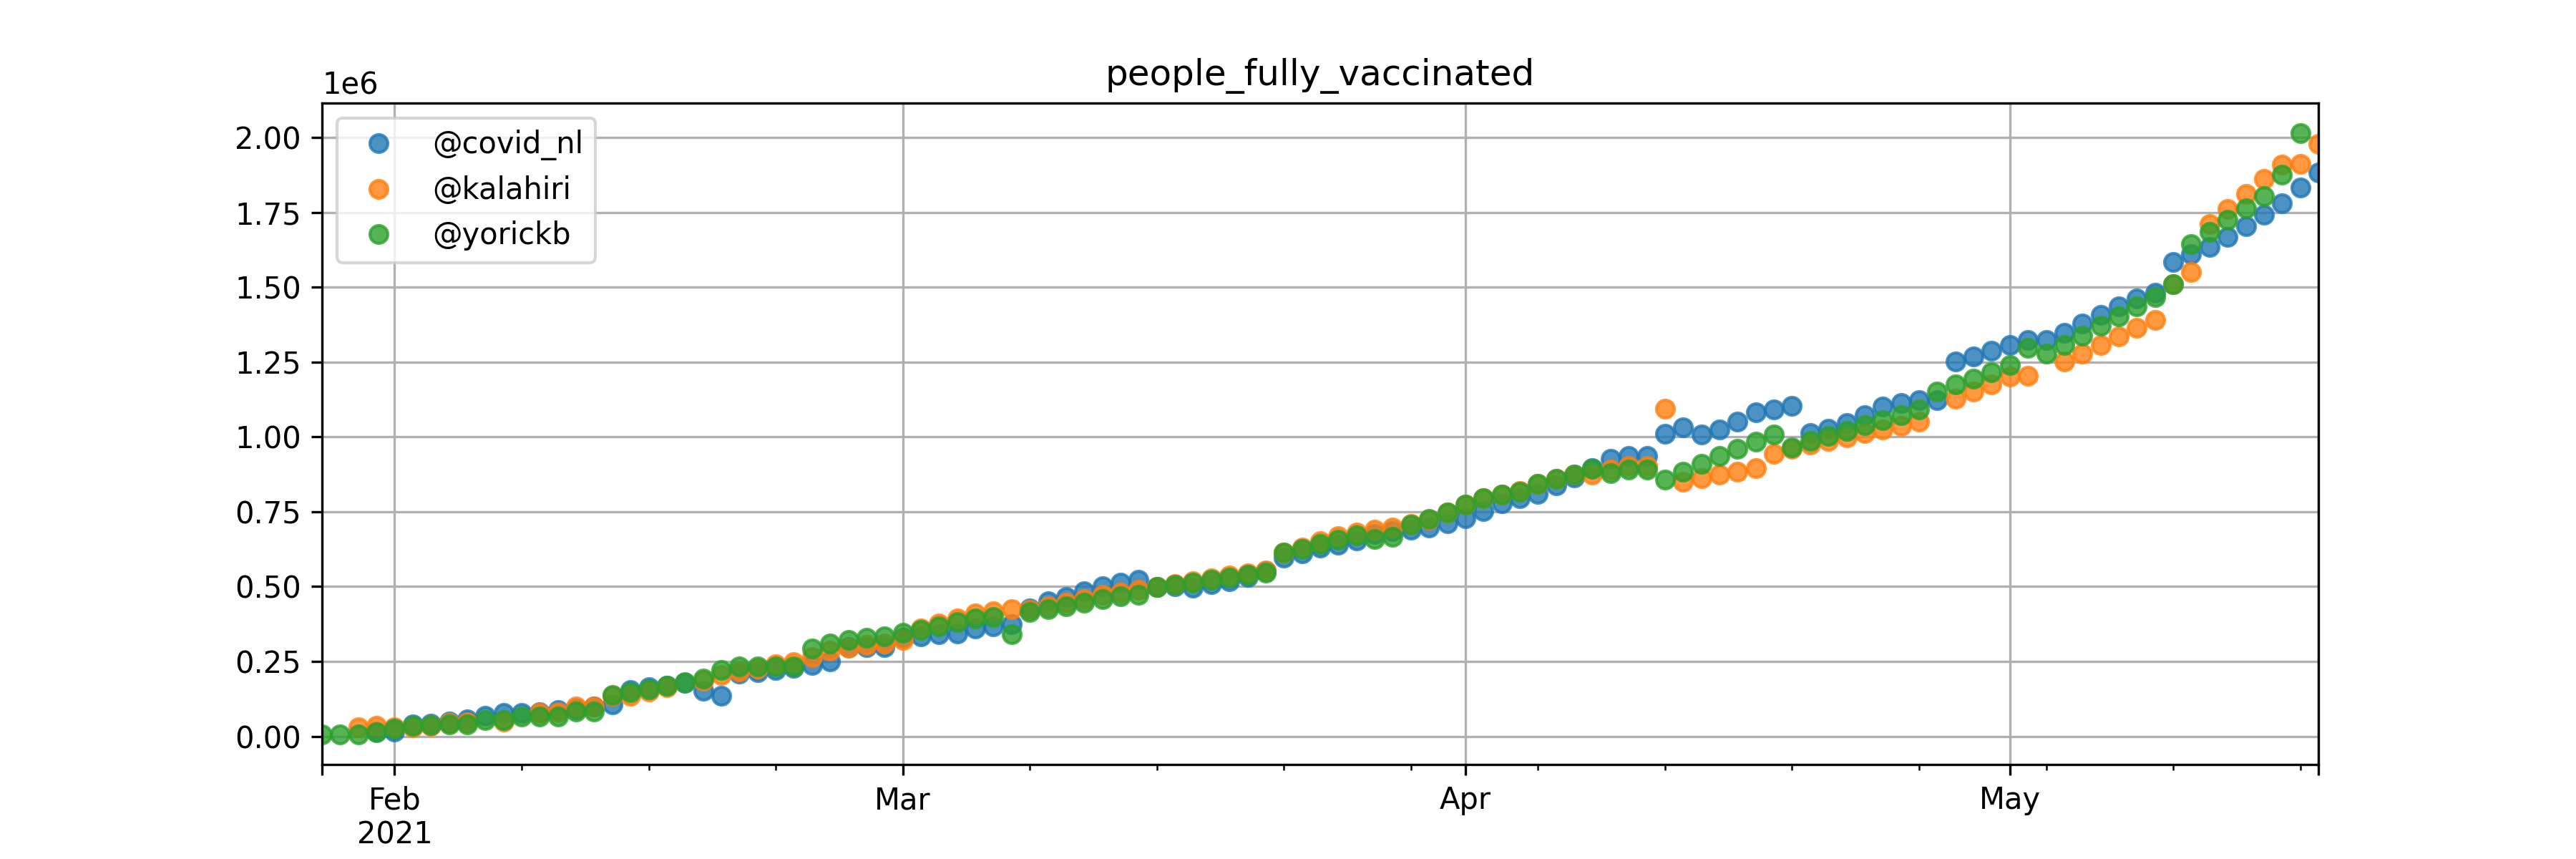 people_fully_vaccinated
1e6
@covid_nl
@kalahiri
@yorickb
2.00
1.75
1.50
1.25
1.00
0.75
0.50
0.25
0.00
Feb Mar Apr May
2021